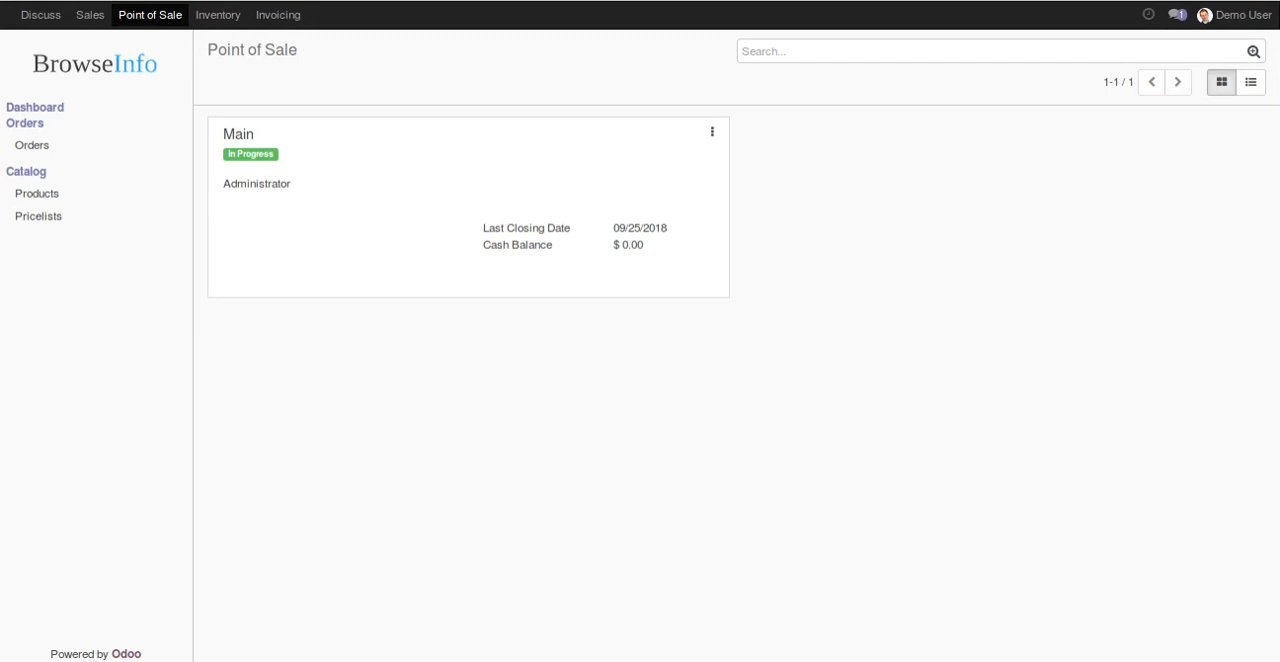 Discuss Sales Point of Sale Inventory Invoicing 1 Demo User
BrowseInfo
Dashboard
Orders
Orders
Catalog
Products
Pricelists
Powered by Odoo
Point of Sale
Search...
1-1 / 1
Main
In Progress
Administrator
Last Closing Date 09/25/2018
Cash Balance $ 0.00